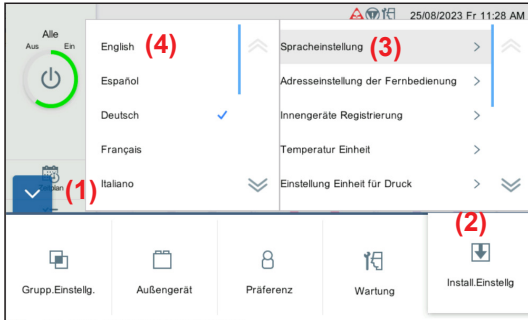 25/08/2023 Fr 11:28 AM
Alle
Aus Ein
English (4)
Español
Deutsch
Français
Italiano
Spracheinstellung (3)
Adresseinstellung der Fernbedienung
Innengeräte Registrierung
Temperatur Einheit
Einstellung Einheit für Druck
(1)
(2)
Grupp.Einstellg.
Außengerät
Präferenz
Wartung
Install.Einstellg